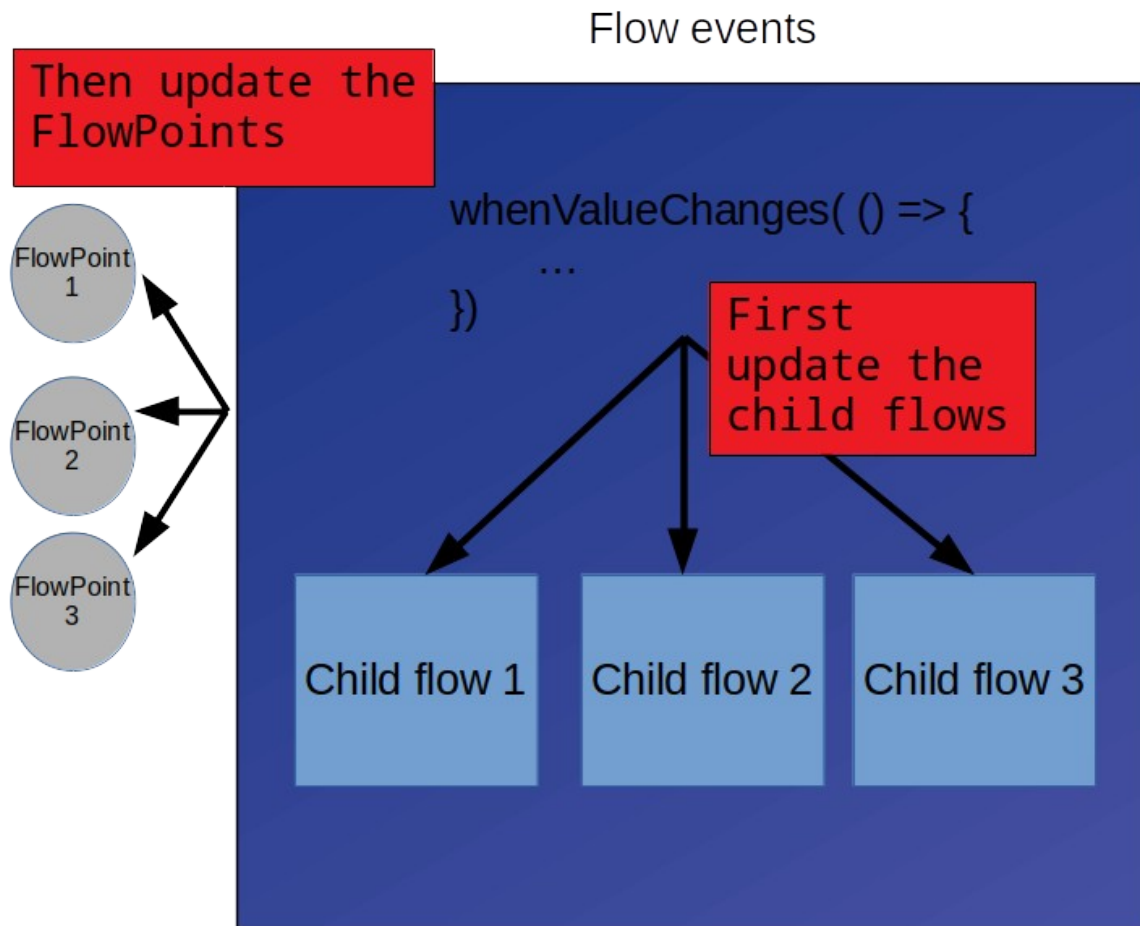 Flow events
Then update the
FlowPoints
whenValueChanges( () => {
...
})
First
update the
child flows
FlowPoint
1
FlowPoint
2
FlowPoint
3
Child flow 1
Child flow 2
Child flow 3